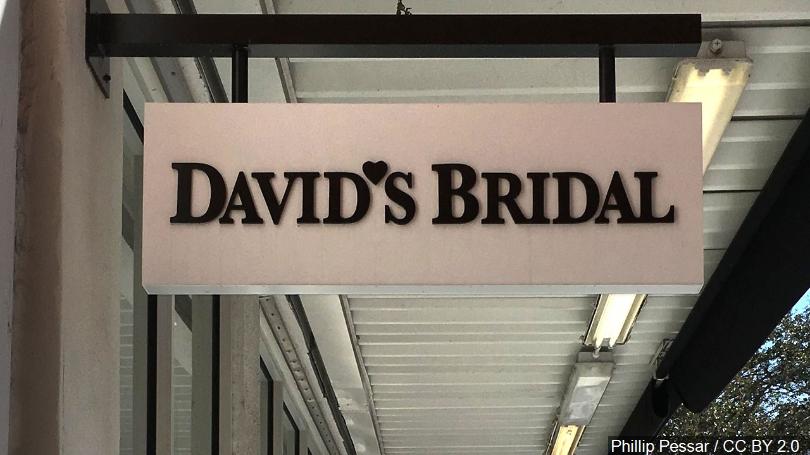 DAVID'S BRIDAL
Phillip Pessar / CC BY 2.0